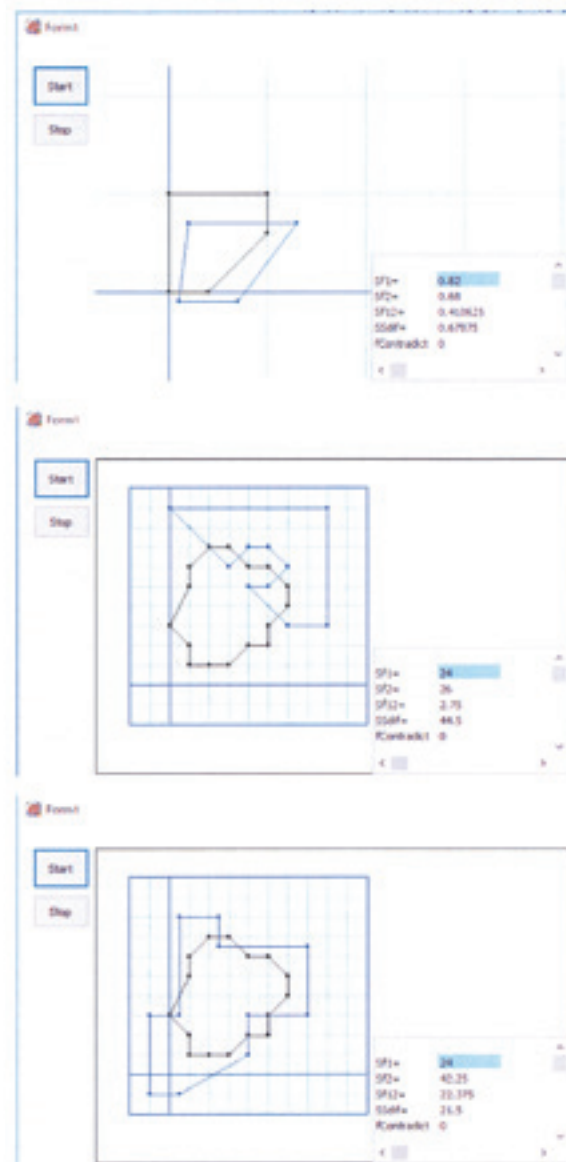 Form1
Start
Stop
Sf1= 0.82
Sf2= 0.68
Sf12= 0.410625
SSdif= 0.67875
fContradict 0
Form1
Start
Stop
Sf1= 24
Sf2= 26
Sf12= 2.75
SSdif= 44.5
fContradict 0
Form1
Start
Stop
Sf1= 24
Sf2= 42.25
Sf12= 22.375
SSdif= 21.5
fContradict 0